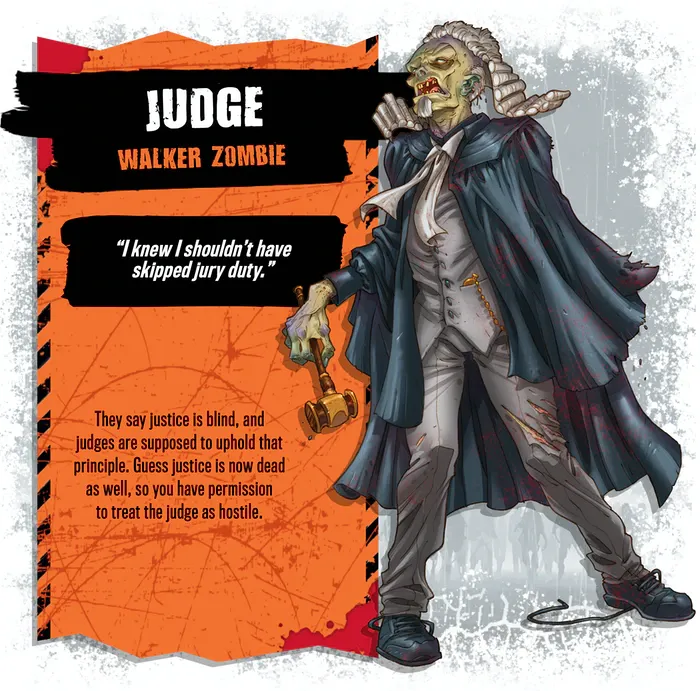 JUDGE
WALKER ZOMBIE
“I knew I shouldn’t have
skipped jury duty.”
They say justice is blind, and
judges are supposed to uphold that
principle. Guess justice is now dead
as well, so you have permission
to treat the judge as hostile.